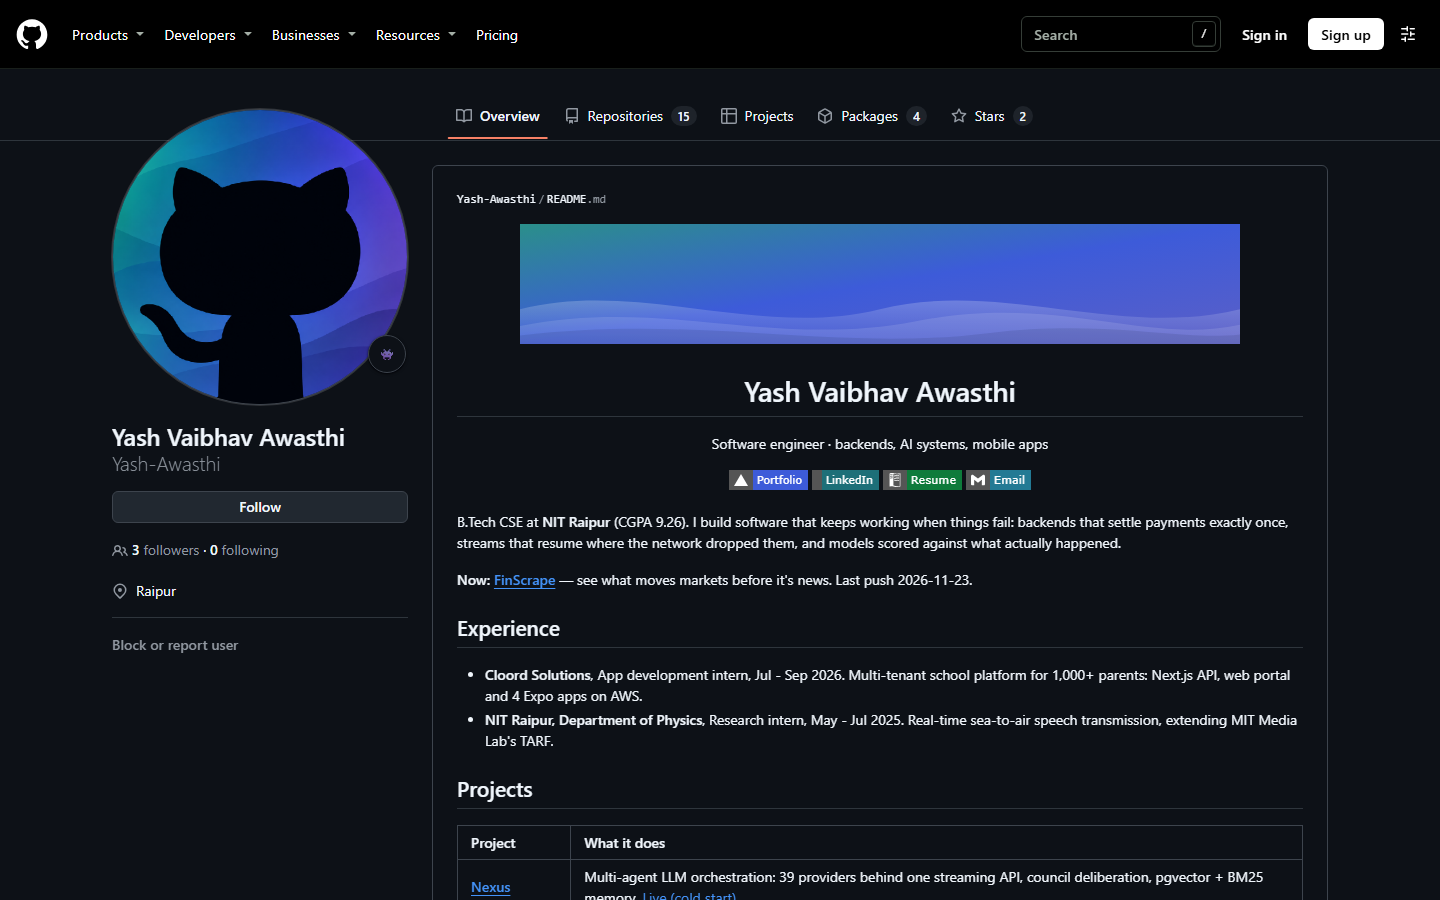 Products
Developers
Businesses
Resources
Pricing
Search
/
Sign in
Sign up
Overview
Repositories 15
Projects
Packages 4
Stars 2
Yash Vaibhav Awasthi
Yash-Awasthi
Follow
3 followers · 0 following
Raipur
Block or report user
Yash-Awasthi / README.md
Yash Vaibhav Awasthi
Software engineer · backends, AI systems, mobile apps
Portfolio
LinkedIn
Resume
Email
B.Tech CSE at NIT Raipur (CGPA 9.26). I build software that keeps working when things fail: backends that settle payments exactly once,
streams that resume where the network dropped them, and models scored against what actually happened.
Now: FinScrape — see what moves markets before it's news. Last push 2026-11-23.
Experience
Cloord Solutions, App development intern, Jul - Sep 2026. Multi-tenant school platform for 1,000+ parents: Next.js API, web portal
and 4 Expo apps on AWS.
NIT Raipur, Department of Physics, Research intern, May - Jul 2025. Real-time sea-to-air speech transmission, extending MIT Media
Lab's TARF.
Projects
Project
What it does
Nexus
Multi-agent LLM orchestration: 39 providers behind one streaming API, council deliberation, pgvector + BM25
memory. Live (cold start)